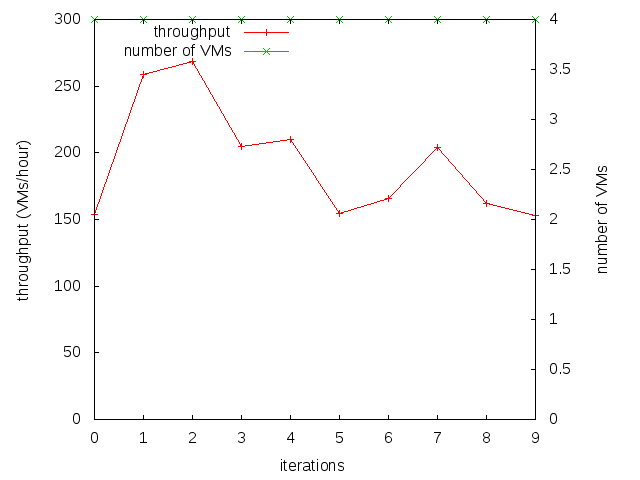 300
250
200
150
100
50
0
throughput (VMs/hour)
throughput
number of VMs
4
3.5
3
2.5
2
1.5
1
0.5
0
number of VMs
0 1 2 3 4 5 6 7 8 9
iterations